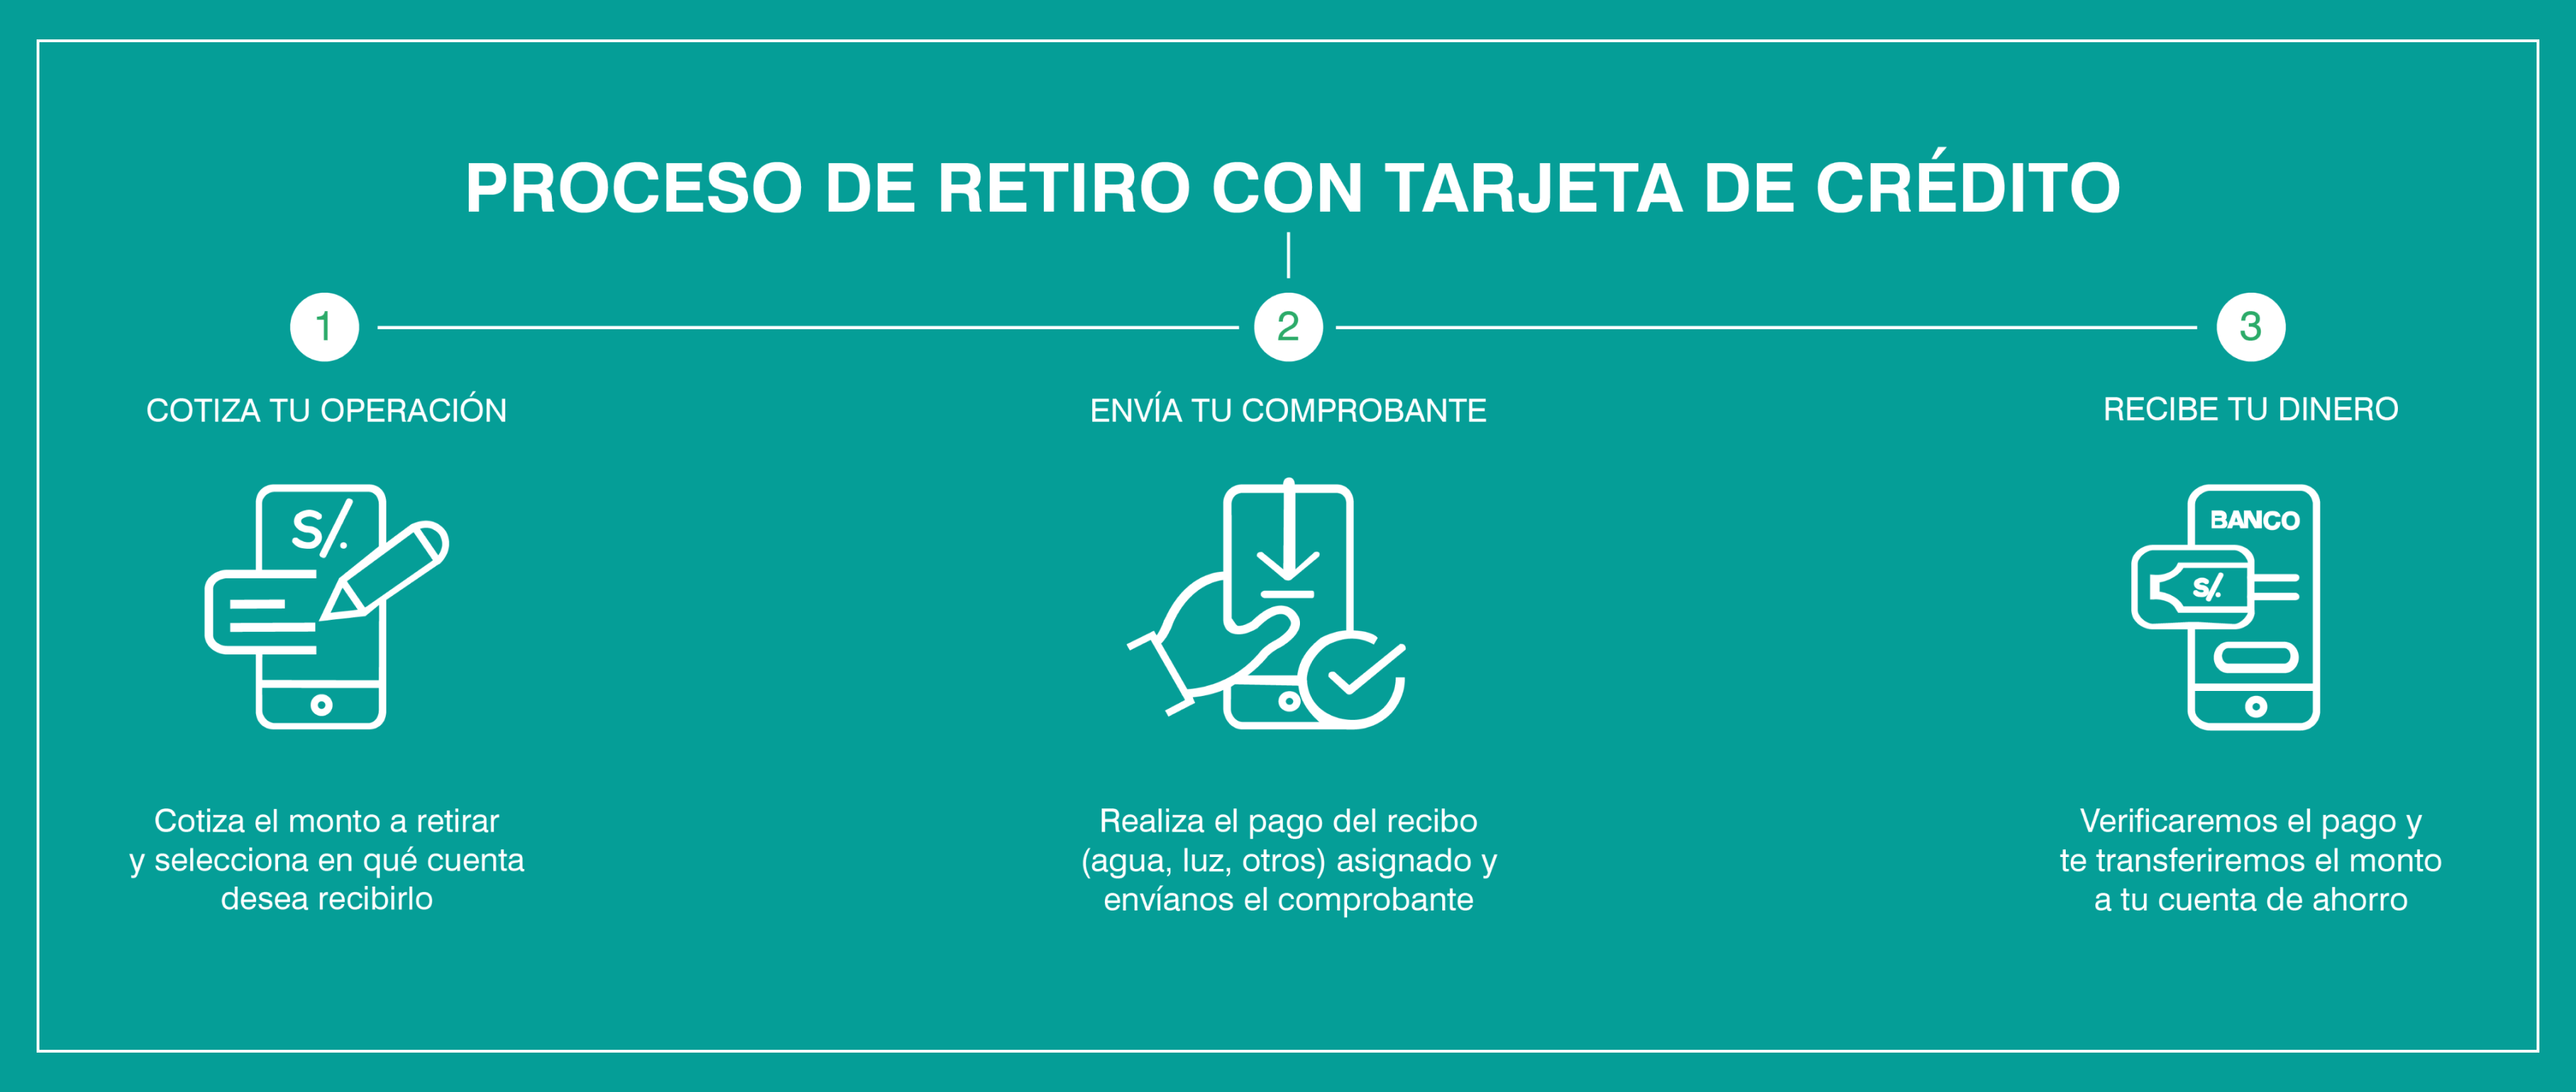 PROCESO DE RETIRO CON TARJETA DE CRÉDITO
1
2
3
COTIZA TU OPERACIÓN
ENVÍA TU COMPROBANTE
RECIBE TU DINERO
S/.
BANCO
S/.
Cotiza el monto a retirar
y selecciona en qué cuenta
desea recibirlo
Realiza el pago del recibo
(agua, luz, otros) asignado y
envíanos el comprobante
Verificaremos el pago y
te transferiremos el monto
a tu cuenta de ahorro